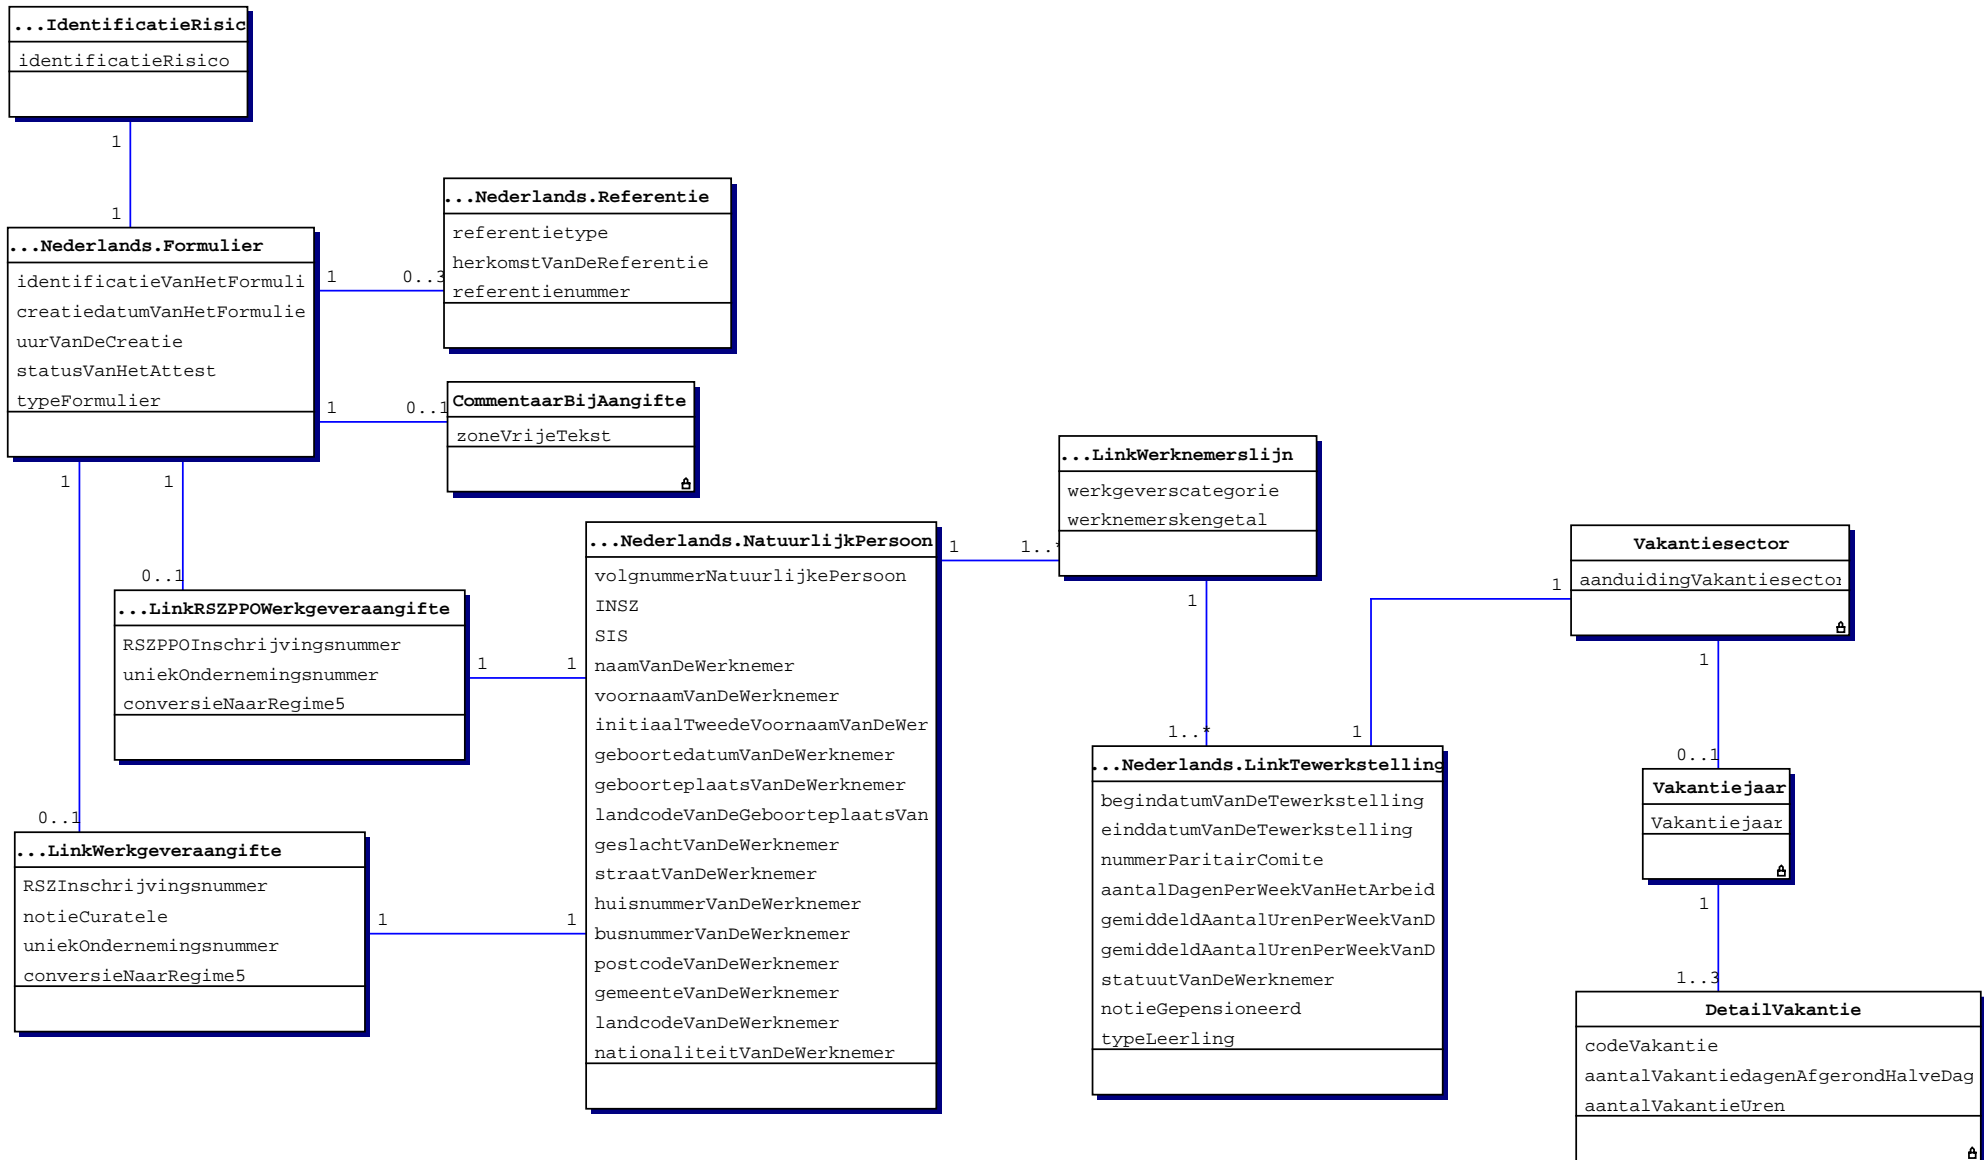 ...IdentificatieRisic
identificatieRisico
1
1
...Nederlands.Formulier
identificatieVanHetFormuli
creatiedatumVanHetFormulie
uurVanDeCreatie
statusVanHetAttest
typeFormulier
1
0..3
...Nederlands.Referentie
referentietype
herkomstVanDeReferentie
referentienummer
1
0..1
CommentaarBijAangifte
zoneVrijeTekst
1
1
0..1
...LinkRSZPPOWerkgeveraangifte
RSZPPOInschrijvingsnummer
uniekOndernemingsnummer
conversieNaarRegime5
1
1
0..1
...LinkWerkgeveraangifte
RSZInschrijvingsnummer
notieCuratele
uniekOndernemingsnummer
conversieNaarRegime5
1
1
...Nederlands.NatuurlijkPersoon
volgnummerNatuurlijkePersoon
INSZ
SIS
naamVanDeWerknemer
voornaamVanDeWerknemer
initiaalTweedeVoornaamVanDeWer
geboortedatumVanDeWerknemer
geboorteplaatsVanDeWerknemer
landcodeVanDeGeboorteplaatsVan
geslachtVanDeWerknemer
straatVanDeWerknemer
huisnummerVanDeWerknemer
busnummerVanDeWerknemer
postcodeVanDeWerknemer
gemeenteVanDeWerknemer
landcodeVanDeWerknemer
nationaliteitVanDeWerknemer
1
1..*
...LinkWerknemerslijn
werkgeverscategorie
werknemerskengetal
1
1..*
1
...Nederlands.LinkTewerkstelling
begindatumVanDeTewerkstelling
einddatumVanDeTewerkstelling
nummerParitairComite
aantalDagenPerWeekVanHetArbeid
gemiddeldAantalUrenPerWeekVanD
gemiddeldAantalUrenPerWeekVanD
statuutVanDeWerknemer
notieGepensioneerd
typeLeerling
1
Vakantiesector
aanduidingVakantiesector
1
0..1
Vakantiejaar
Vakantiejaar
1
1..3
DetailVakantie
codeVakantie
aantalVakantiedagenAfgerondHalveDag
aantalVakantieUren